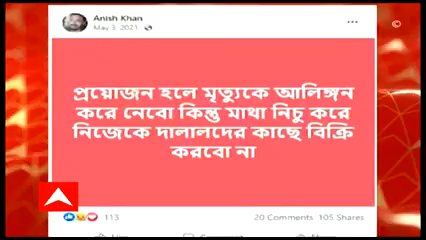 Anish Khan
May 3, 2021
প্রয়োজন হলে মৃত্যুকে আলিঙ্গন
করে নেবো কিন্তু মাথা নিচু করে
নিজেকে দালালদের কাছে বিক্রি
করবো না
113
20 Comments 105 Shares